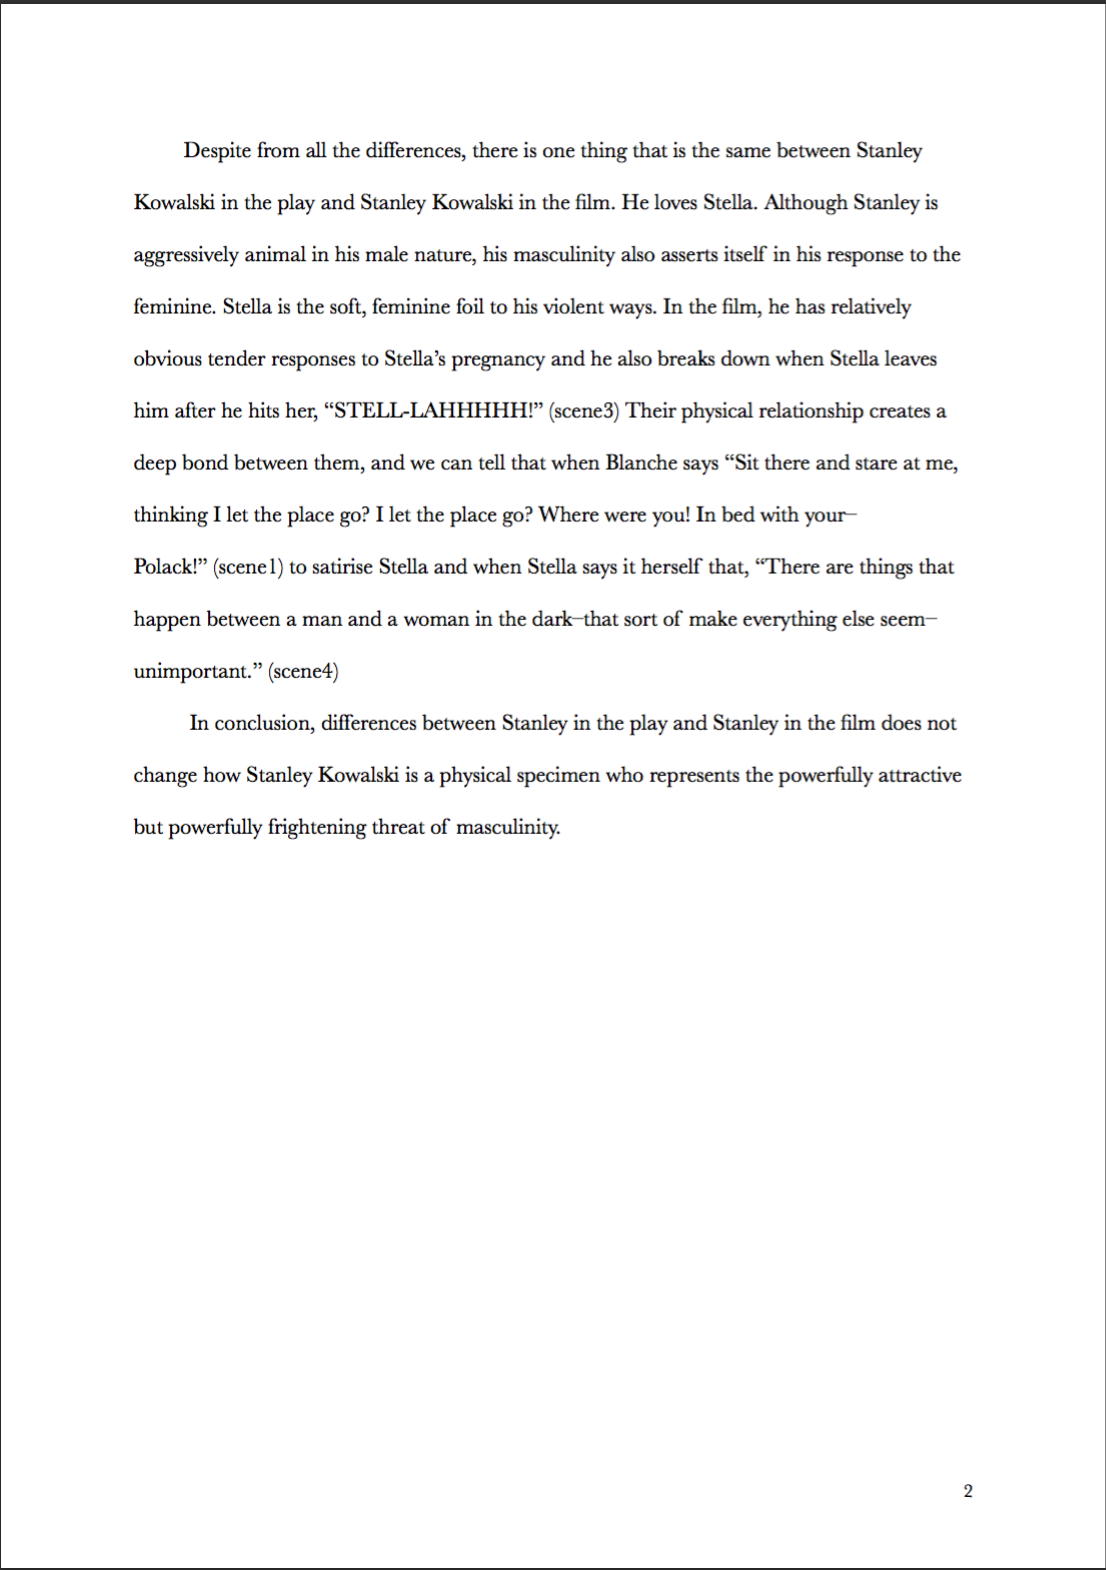 Despite from all the differences, there is one thing that is the same between Stanley
Kowalski in the play and Stanley Kowalski in the film. He loves Stella. Although Stanley is
aggressively animal in his male nature, his masculinity also asserts itself in his response to the
feminine. Stella is the soft, feminine foil to his violent ways. In the film, he has relatively
obvious tender responses to Stella’s pregnancy and he also breaks down when Stella leaves
him after he hits her, “STELL-LAHHHHH!” (scene3) Their physical relationship creates a
deep bond between them, and we can tell that when Blanche says “Sit there and stare at me,
thinking I let the place go? I let the place go? Where were you! In bed with your–
Polack!” (scene1) to satirise Stella and when Stella says it herself that, “There are things that
happen between a man and a woman in the dark–that sort of make everything else seem–
unimportant.” (scene4)
In conclusion, differences between Stanley in the play and Stanley in the film does not
change how Stanley Kowalski is a physical specimen who represents the powerfully attractive
but powerfully frightening threat of masculinity.
2